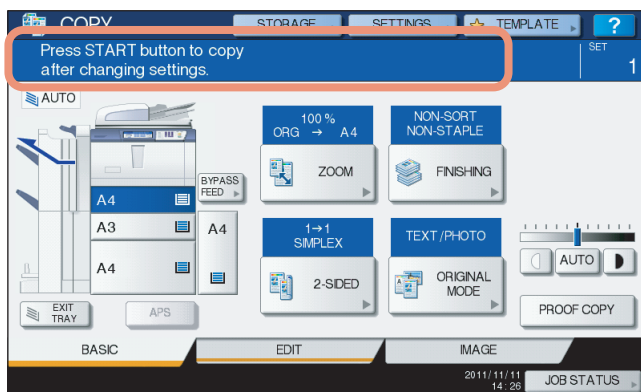 COPY
STORAGE
SETTINGS
TEMPLATE
?
Press START button to copy
after changing settings.
SET
1
AUTO
100 %
ORG → A4
NON-SORT
NON-STAPLE
ZOOM
FINISHING
BYPASS
FEED
A4
A3
A4
A4
1→1
SIMPLEX
TEXT/PHOTO
2-SIDED
ORIGINAL
MODE
AUTO
EXIT
TRAY
APS
PROOF COPY
BASIC
EDIT
IMAGE
2011/11/11
14:26
JOB STATUS